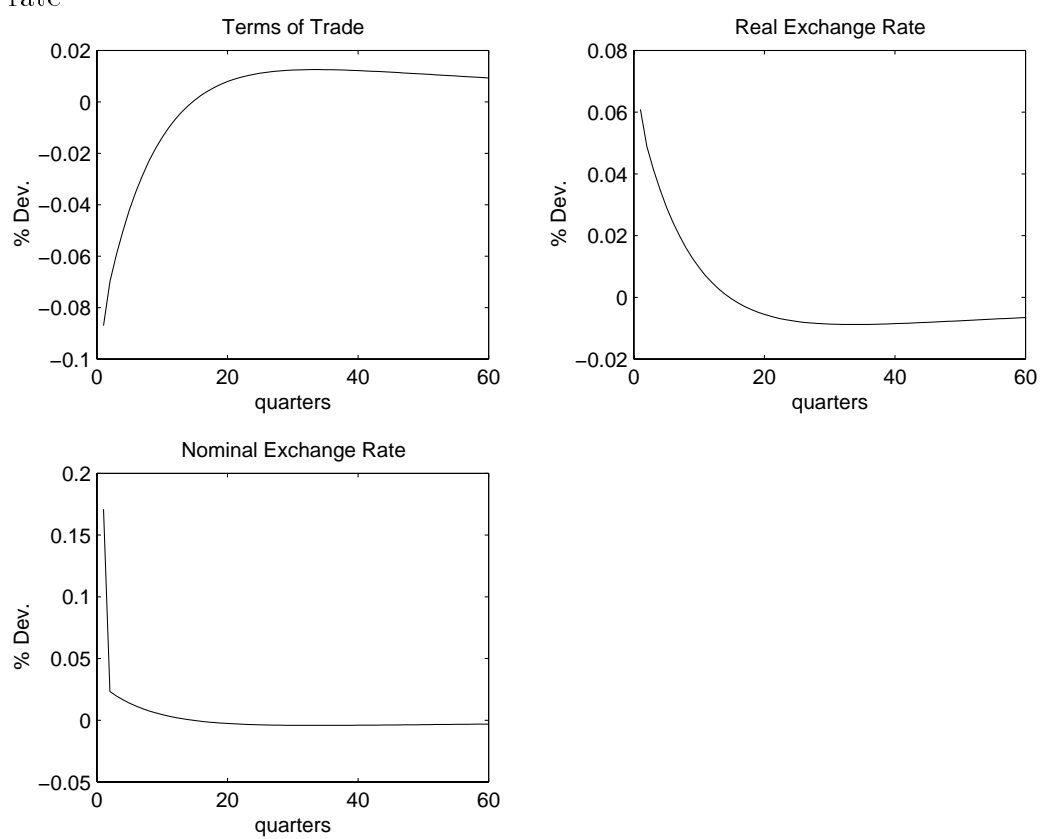 rate
Terms of Trade
Real Exchange Rate
0.02
0
−0.02
−0.04
−0.06
−0.08
−0.1
% Dev.
0 20 40 60
quarters
0.08
0.06
0.04
0.02
0
−0.02
% Dev.
0 20 40 60
quarters
Nominal Exchange Rate
0.2
0.15
0.1
0.05
0
−0.05
% Dev.
0 20 40 60
quarters